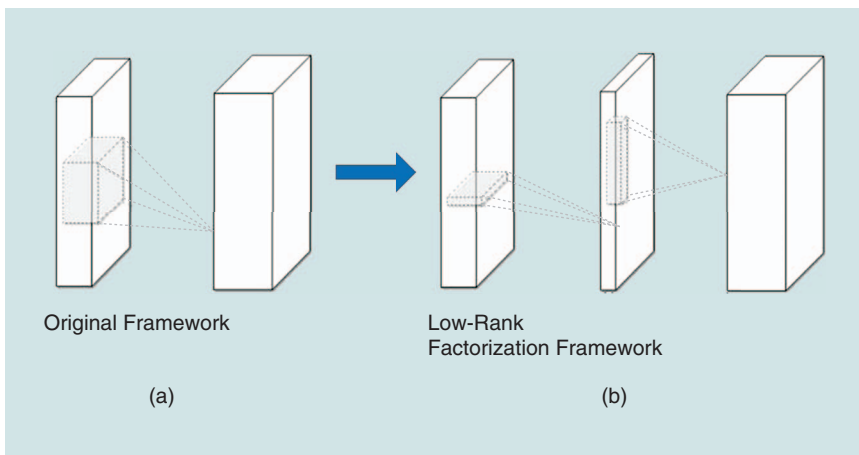 Original Framework
Low-Rank
Factorization Framework
(a)
(b)